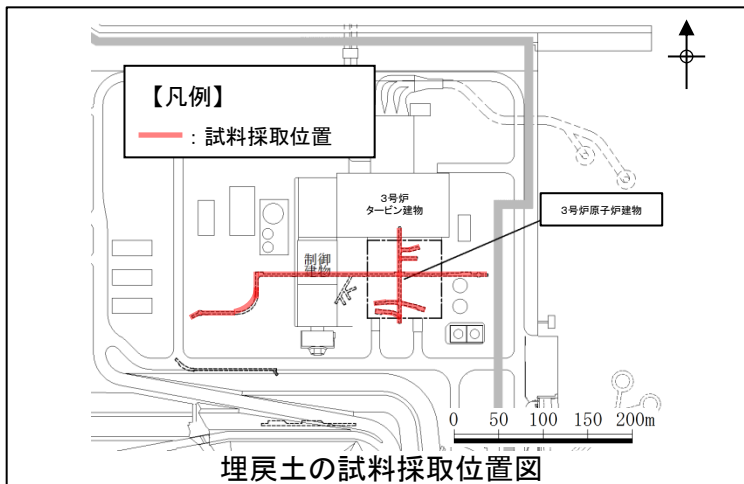 【凡例】
：試料採取位置
3号炉
タービン建物
3号炉原子炉建物
制御
建物
0 50 100 150 200m
埋戻土の試料採取位置図